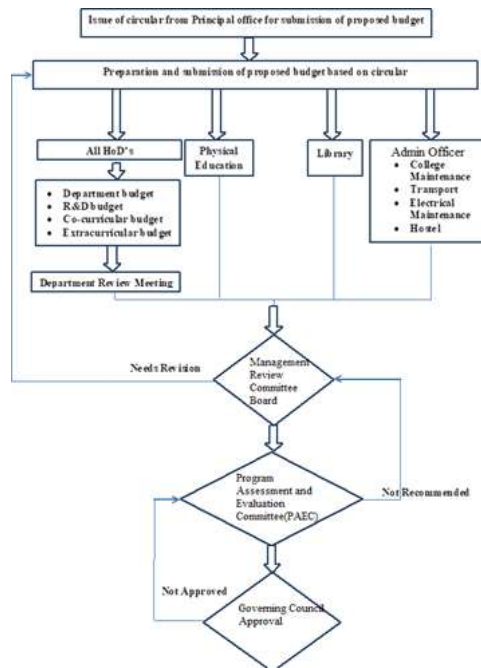 Issue of circular from Principal office for submission of proposed budget
Preparation and submission of proposed budget based on circular
All HoD's
Physical
Education
Library
Admin Officer
• College
Maintenance
• Transport
• Electrical
Maintenance
• Hostel
• Department budget
• R&D budget
• Co-curricular budget
• Extracurricular budget
Department Review Meeting
Needs Revision
Management
Review
Committee
Board
Program
Assessment and
Evaluation
Committee(PAEC)
Not Recommended
Not Approved
Governing Council
Approval